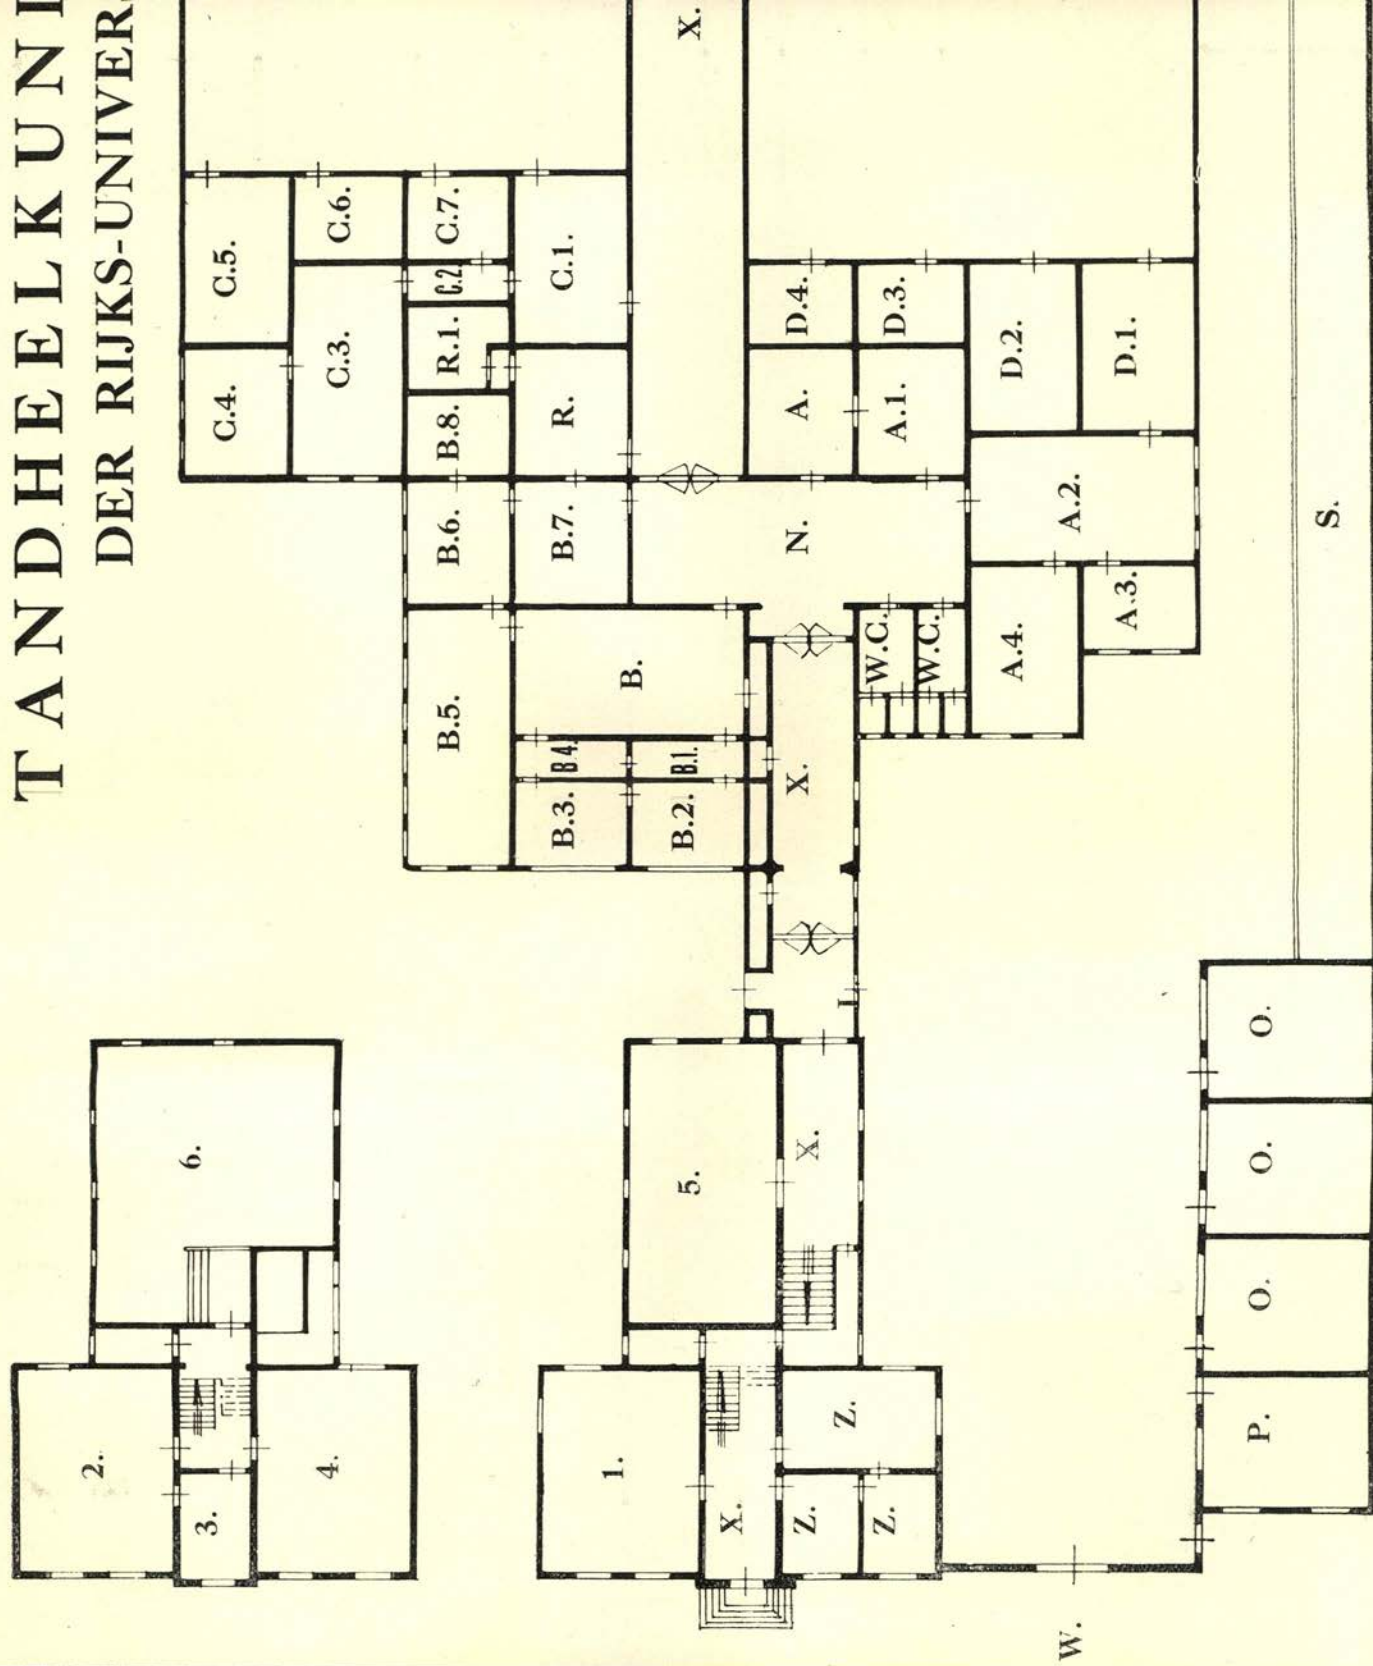 TANDHEELKUN
DER RIJKS-UNIVER
2.
6.
3.
C.4.
C.5.
4.
C.3.
C.6.
B.5.
B.6.
B.8.
R.1.
C.2.
C.7.
B.3.
B.4.
B.7.
R.
C.1.
1.
B.
B.2.
B.1.
5.
X.
X.
Z.
X.
X.
N.
A.
D.4.
Z.
L.
Z.
W.C.
W.C.
A.1.
D.3.
A.4.
D.2.
W.
A.2.
A.3.
D.1.
P.
O.
O.
O.
S.